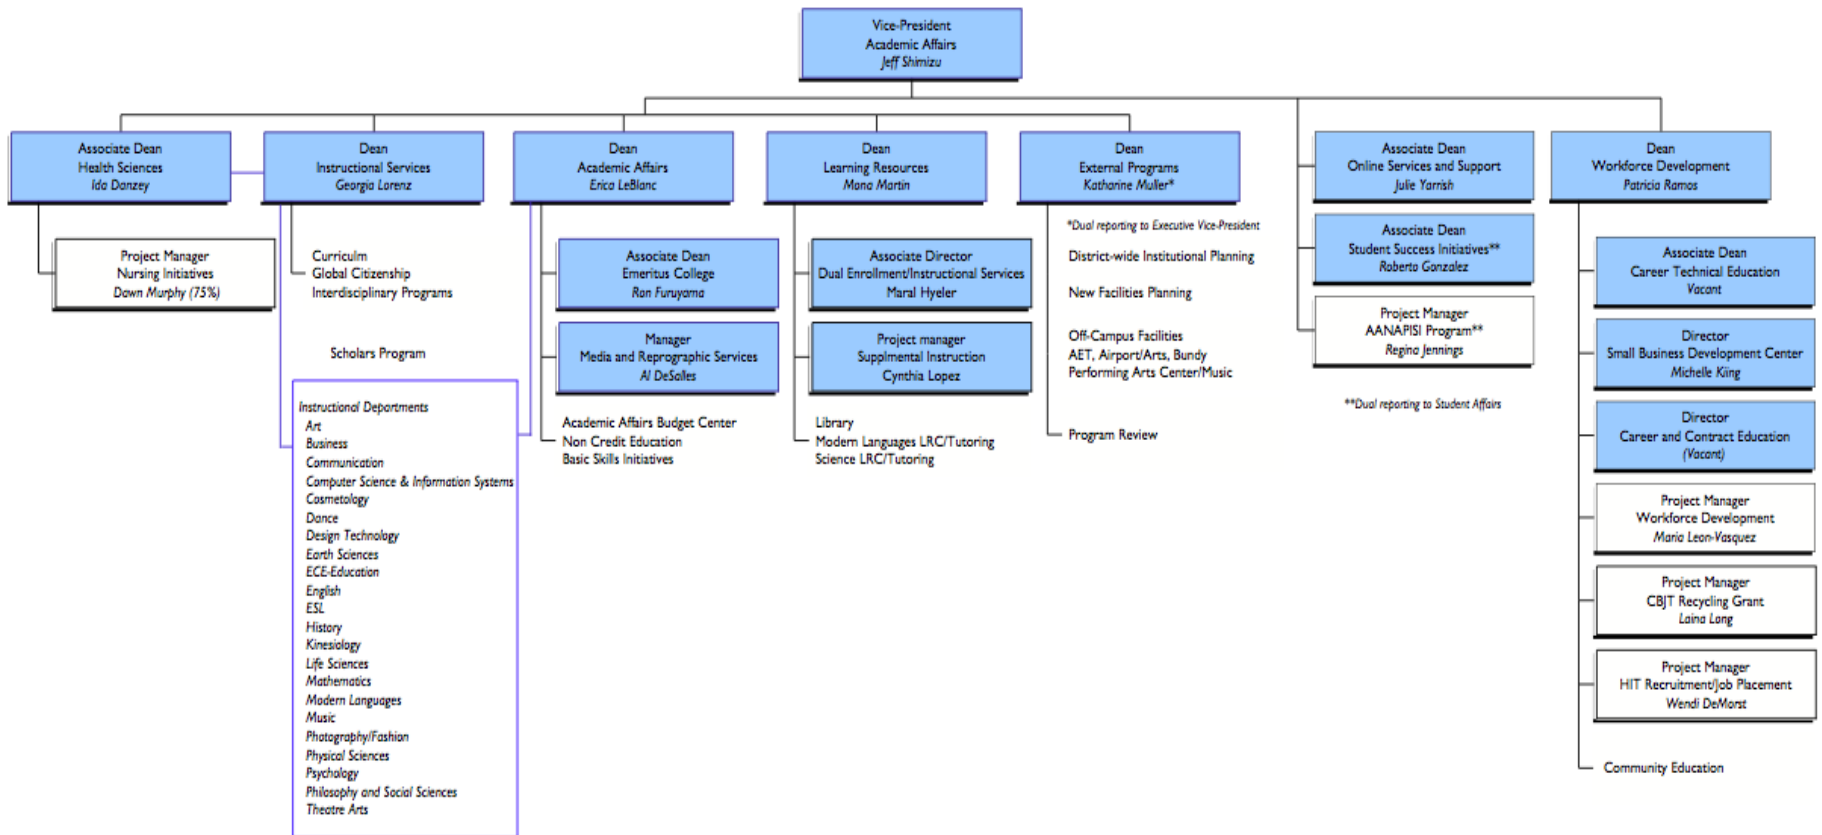 Vice-President
Academic Affairs
Jeff Shimizu
Associate Dean
Health Sciences
Ida Danzey
Project Manager
Nursing Initiatives
Dawn Murphy (75%)
Dean
Instructional Services
Georgia Lorenz
Curriculm
Global Citizenship
Interdisciplinary Programs
Scholars Program
Instructional Departments
Art
Business
Communication
Computer Science & Information Systems
Cosmetology
Dance
Design Technology
Earth Sciences
ECE-Education
English
ESL
History
Kinesiology
Life Sciences
Mathematics
Modern Languages
Music
Photography/Fashion
Physical Sciences
Psychology
Philosophy and Social Sciences
Theatre Arts
Dean
Academic Affairs
Erica LeBlanc
Associate Dean
Emeritus College
Ron Furuyama
Manager
Media and Reprographic Services
Al DeSalles
Academic Affairs Budget Center
Non Credit Education
Basic Skills Initiatives
Dean
Learning Resources
Mona Martin
Associate Director
Dual Enrollment/Instructional Services
Maral Hyeler
Project manager
Supplmental Instruction
Cynthia Lopez
Library
Modern Languages LRC/Tutoring
Science LRC/Tutoring
Dean
External Programs
Katharine Muller*
*Dual reporting to Executive Vice-President
District-wide Institutional Planning
New Facilities Planning
Off-Campus Facilities
AET, Airport/Arts, Bundy
Performing Arts Center/Music
Program Review
Associate Dean
Online Services and Support
Julie Yarrish
Associate Dean
Student Success Initiatives**
Roberto Gonzalez
Project Manager
AANAPISI Program**
Regina Jennings
**Dual reporting to Student Affairs
Dean
Workforce Development
Patricia Ramos
Associate Dean
Career Technical Education
Vacant
Director
Small Business Development Center
Michelle Kiing
Director
Career and Contract Education
(Vacant)
Project Manager
Workforce Development
Maria Leon-Vasquez
Project Manager
CBJT Recycling Grant
Laina Long
Project Manager
HIT Recruitment/Job Placement
Wendi DeMorst
Community Education